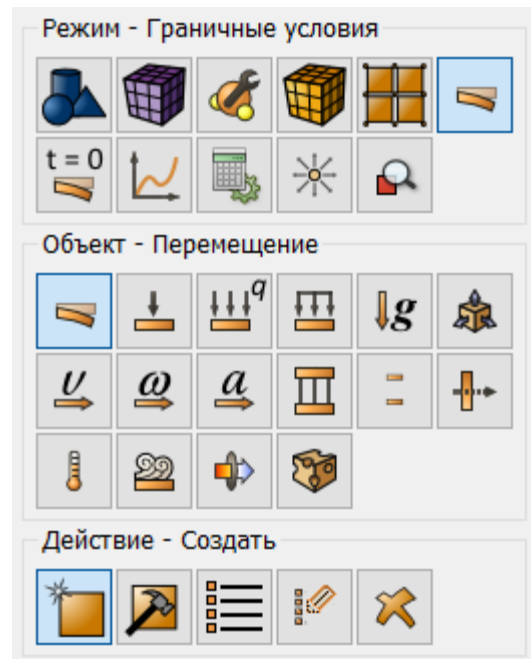 Режим - Граничные условия
t = 0
Объект - Перемещение
q
g
υ
ω
a
Действие - Создать